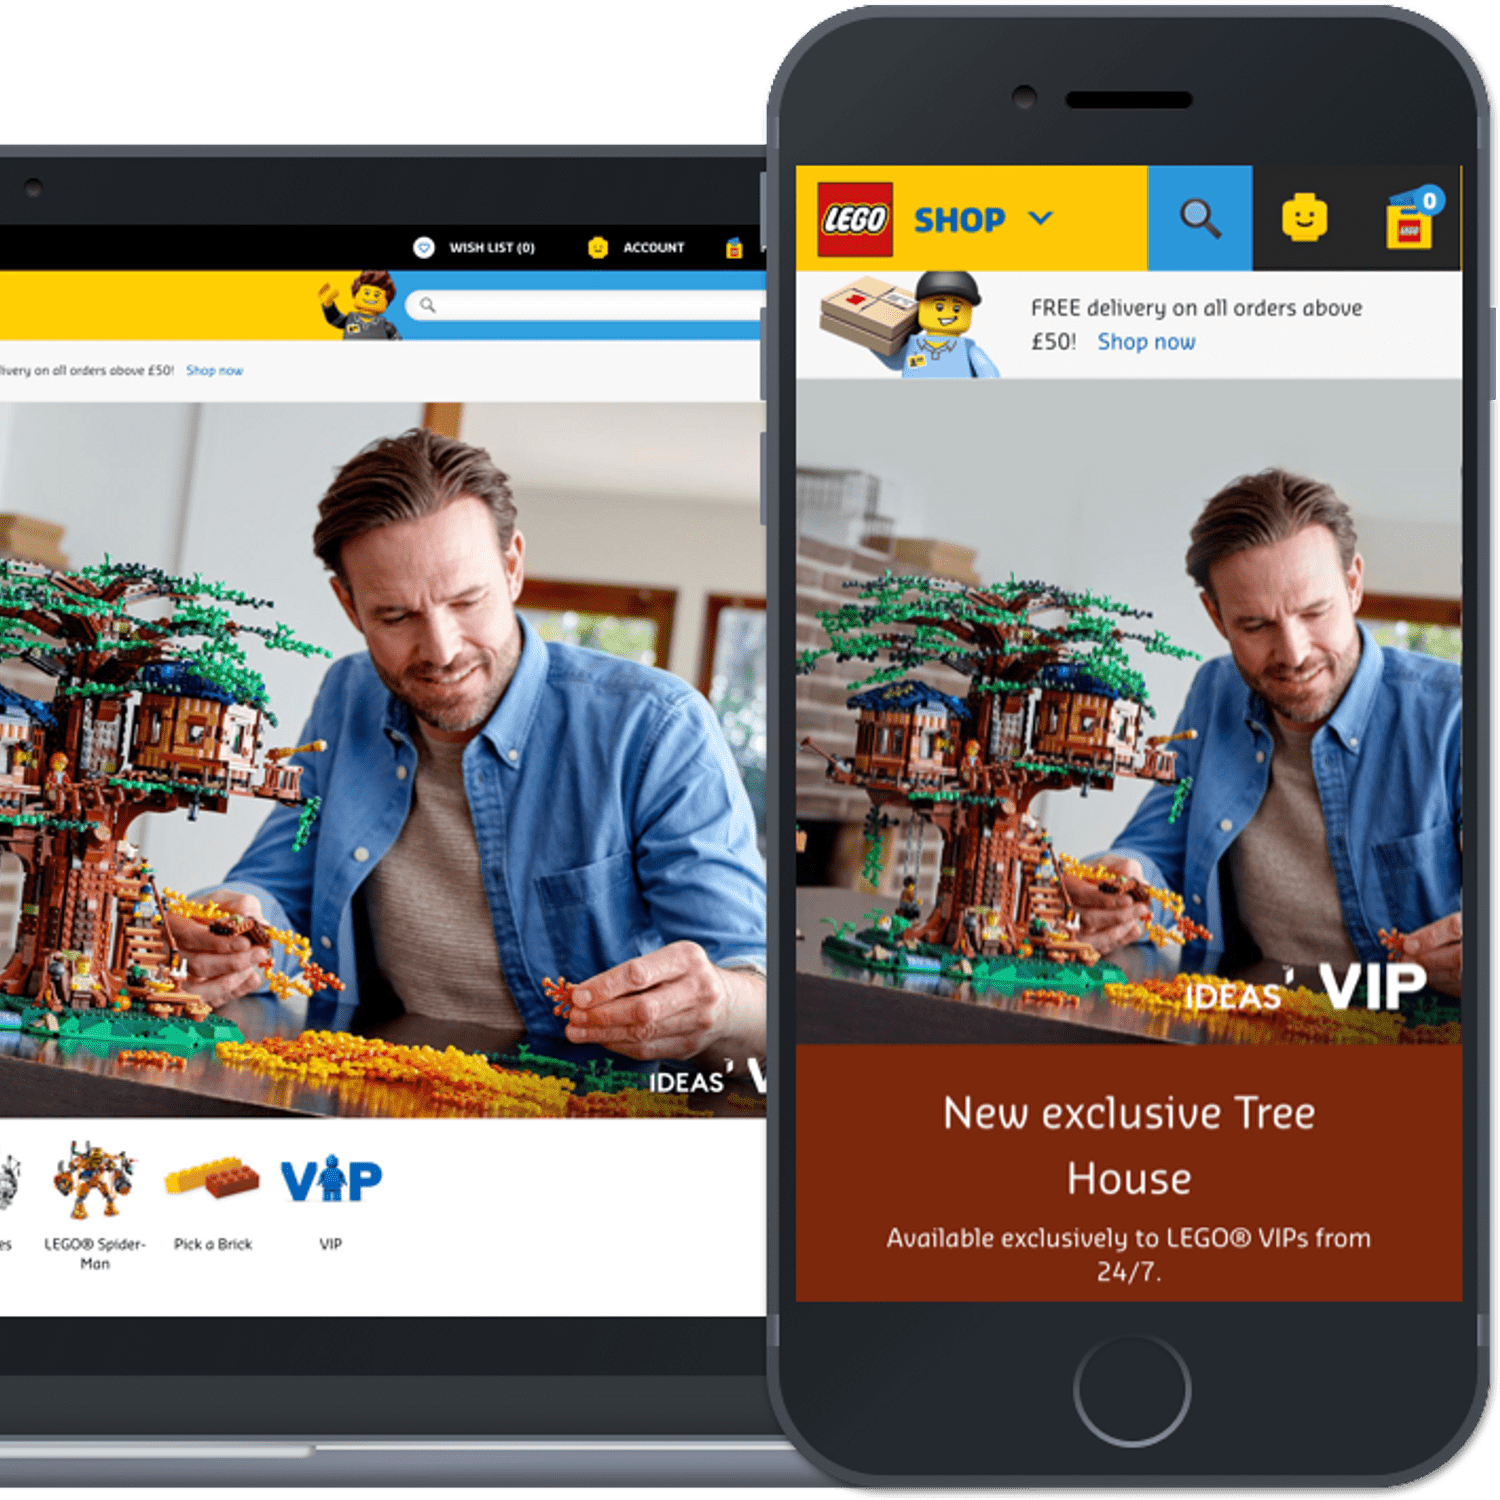 WISH LIST (0)
ACCOUNT
all orders above £50! Shop now
IDEAS
es
LEGO® Spider-
Man
Pick a Brick
VIP
VIP
LEGO
SHOP
0
LEGO
FREE delivery on all orders above
£50! Shop now
IDEAS VIP
New exclusive Tree
House
Available exclusively to LEGO® VIPs from
24/7.